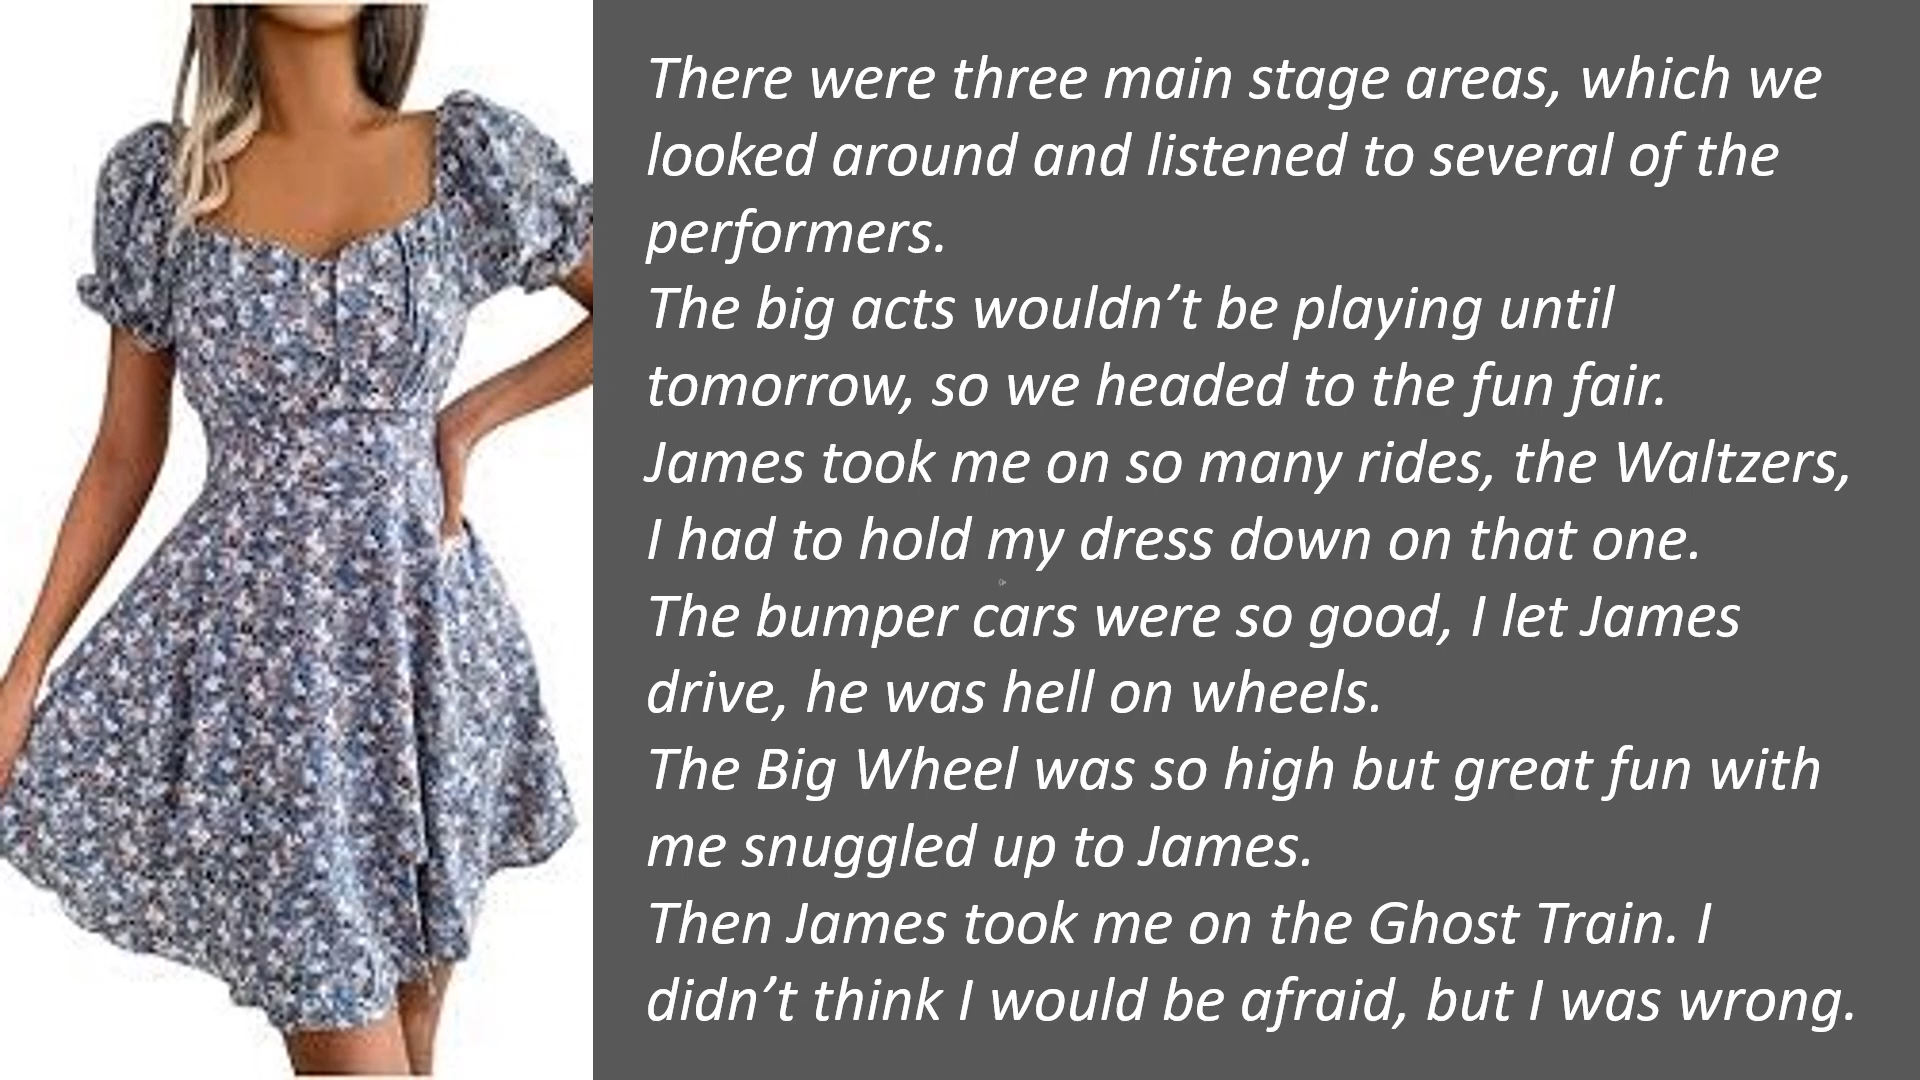 There were three main stage areas, which we
looked around and listened to several of the
performers.
The big acts wouldn’t be playing until
tomorrow, so we headed to the fun fair.
James took me on so many rides, the Waltzers,
I had to hold my dress down on that one.
The bumper cars were so good, I let James
drive, he was hell on wheels.
The Big Wheel was so high but great fun with
me snuggled up to James.
Then James took me on the Ghost Train. I
didn’t think I would be afraid, but I was wrong.